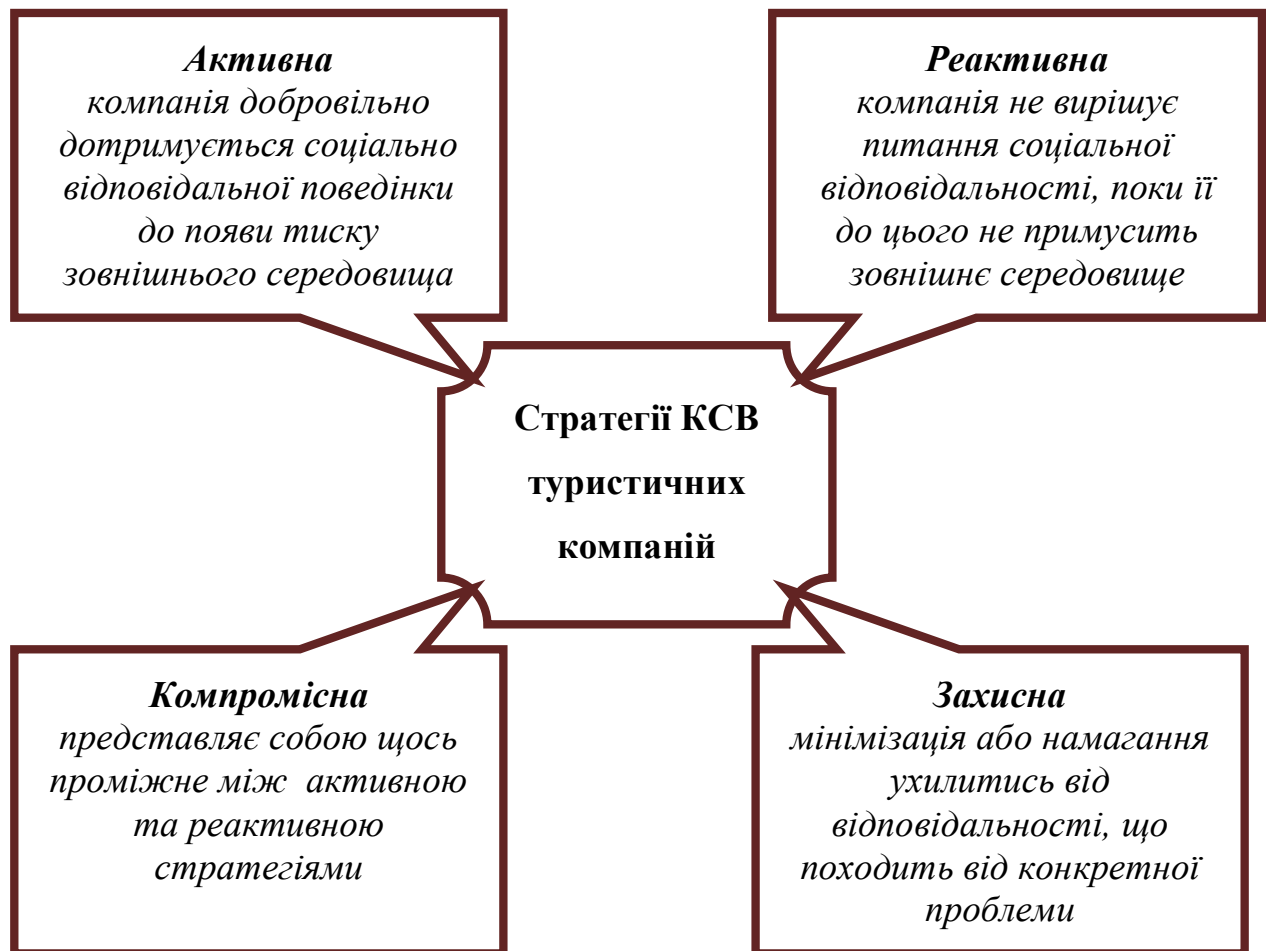 Активна
компанія добровільно
дотримується соціально
відповідальної поведінки
до появи тиску
зовнішнього середовища
Реактивна
компанія не вирішує
питання соціальної
відповідальності, поки її
до цього не примусить
зовнішнє середовище
Стратегії КСВ
туристичних
компаній
Компромісна
представляє собою щось
проміжне між активною
та реактивною
стратегіями
Захисна
мінімізація або намагання
ухилитись від
відповідальності, що
походить від конкретної
проблеми